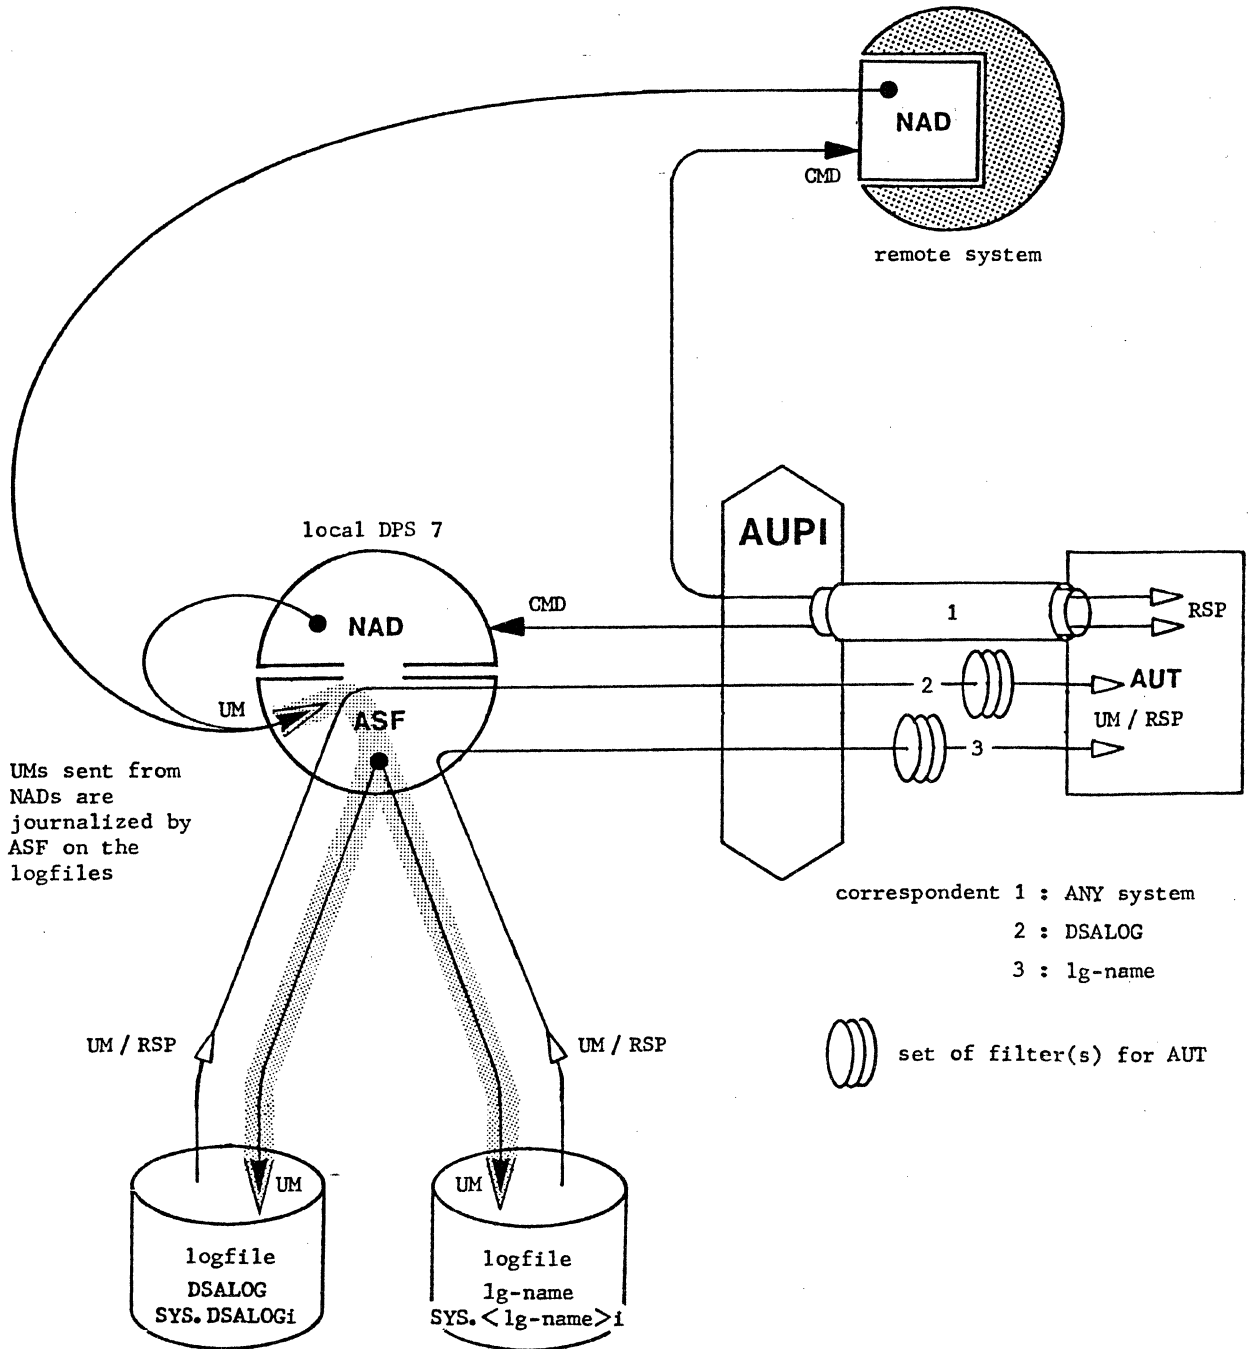 NAD
CMD
remote system
AUPI
local DPS 7
CMD
1
RSP
NAD
2
AUT
UM
ASF
UM / RSP
3
UMs sent from
NADs are
journalized by
ASF on the
logfiles
correspondent 1 : ANY system
2 : DSALOG
3 : lg-name
UM / RSP
UM / RSP
set of filter(s) for AUT
UM
UM
logfile
DSALOG
SYS.DSALOGi
logfile
lg-name
SYS.<lg-name>i